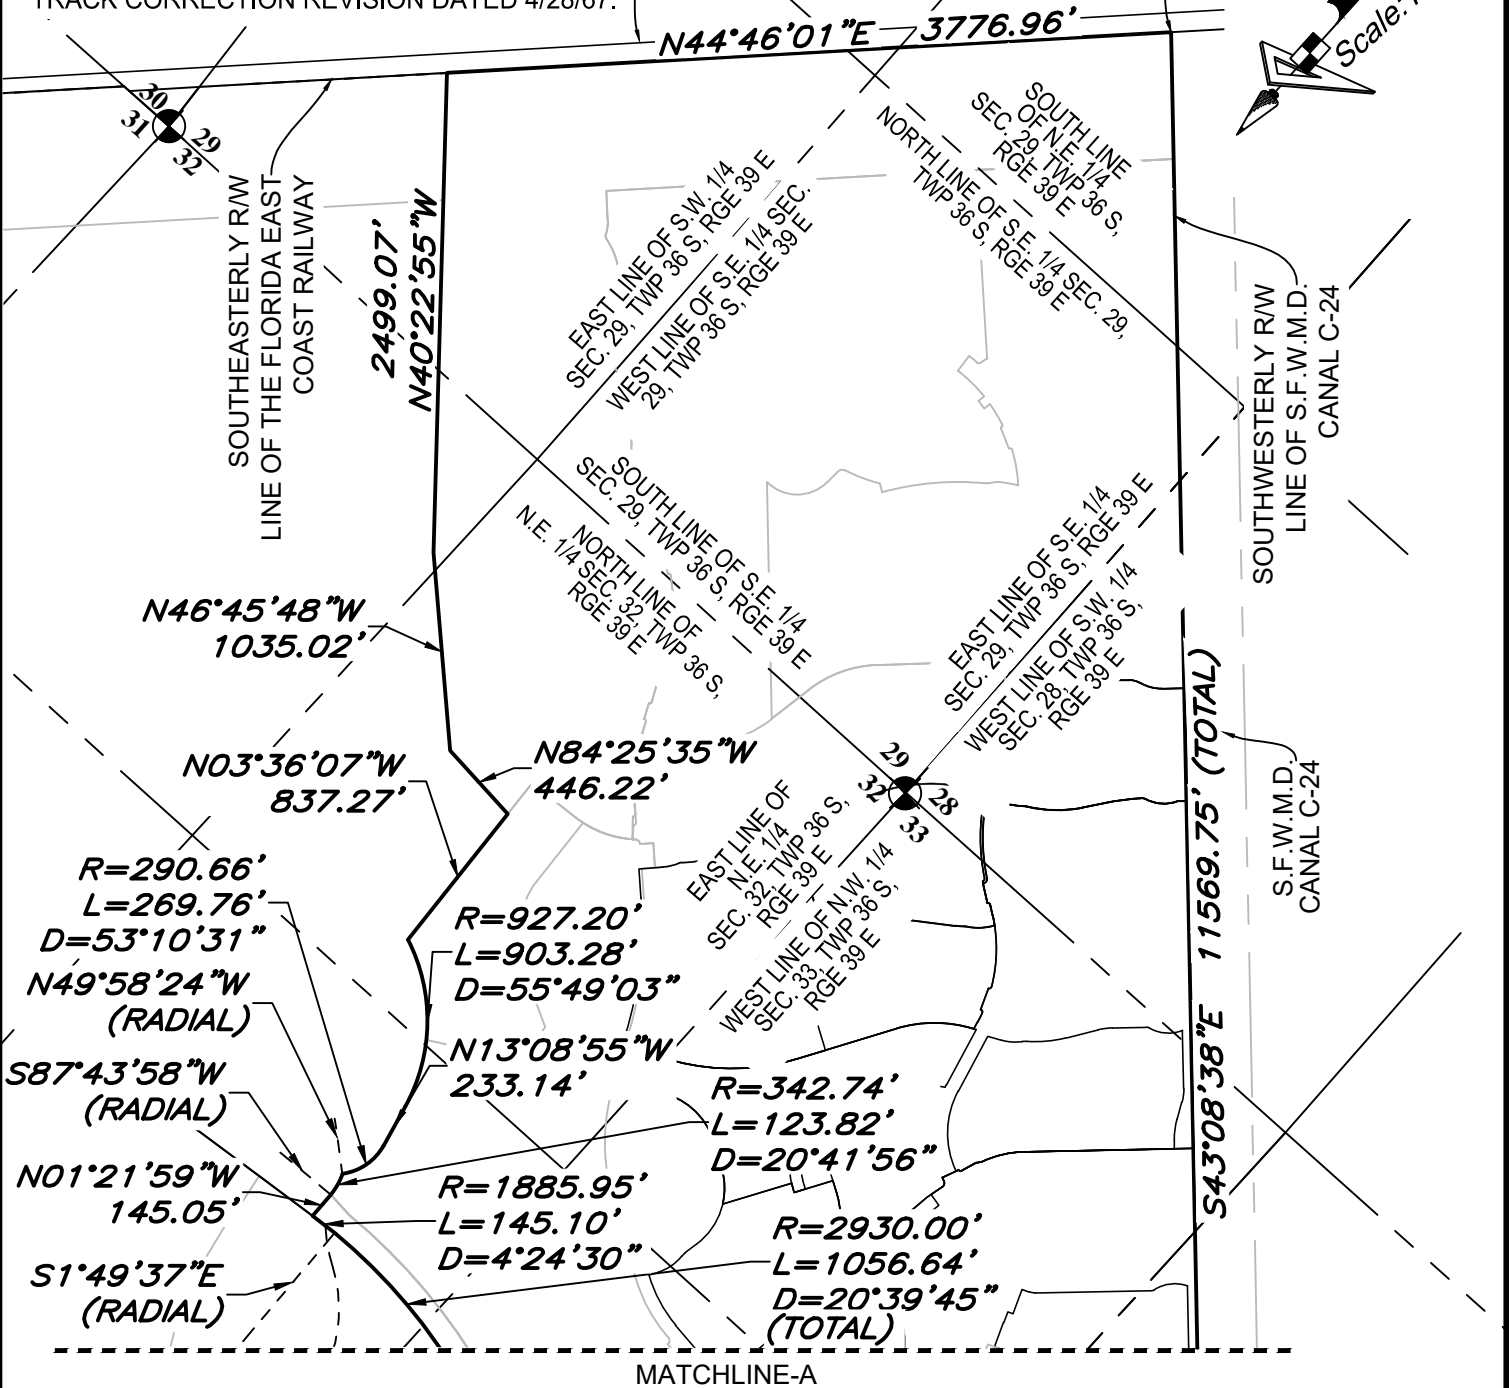 TRACK CORRECTION REVISION DATED 4/28/67.
N44°46'01"E 3776.96'
Scale:
30
31
29
32
SOUTHEASTERLY R/W
LINE OF THE FLORIDA EAST
COAST RAILWAY
2499.07'
N40°22'55"W
EAST LINE OF S.W. 1/4
SEC. 29, TWP 36 S, RGE 39 E
WEST LINE OF S.E. 1/4 SEC.
29, TWP 36 S, RGE 39 E
SOUTH LINE
OF N.E. 1/4
SEC. 29, TWP 36 S,
RGE 39 E
NORTH LINE OF S.E. 1/4 SEC. 29,
TWP 36 S, RGE 39 E
SOUTHWESTERLY R/W
LINE OF S.F.W.M.D.
CANAL C-24
SOUTH LINE OF S.E. 1/4
SEC. 29, TWP 36 S, RGE 39 E
NORTH LINE OF
N.E. 1/4 SEC. 32, TWP 36 S,
RGE 39 E
EAST LINE OF S.E. 1/4
SEC. 29, TWP 36 S, RGE 39 E
WEST LINE OF S.W. 1/4
SEC. 28, TWP 36 S,
RGE 39 E
N46°45'48"W
1035.02'
N03°36'07"W
837.27'
N84°25'35"W
446.22'
29
32
28
33
EAST LINE OF
N.E. 1/4
SEC. 32, TWP 36 S,
RGE 39 E
WEST LINE OF N.W. 1/4
SEC. 33, TWP 36 S,
RGE 39 E
S43°08'38"E 11569.75' (TOTAL)
S.F.W.M.D.
CANAL C-24
R=290.66'
L=269.76'
D=53°10'31"
R=927.20'
L=903.28'
D=55°49'03"
N49°58'24"W
(RADIAL)
N13°08'55"W
233.14'
S87°43'58"W
(RADIAL)
R=342.74'
L=123.82'
D=20°41'56"
N01°21'59"W
145.05'
R=1885.95'
L=145.10'
D=4°24'30"
R=2930.00'
L=1056.64'
D=20°39'45"
(TOTAL)
S1°49'37"E
(RADIAL)
MATCHLINE-A